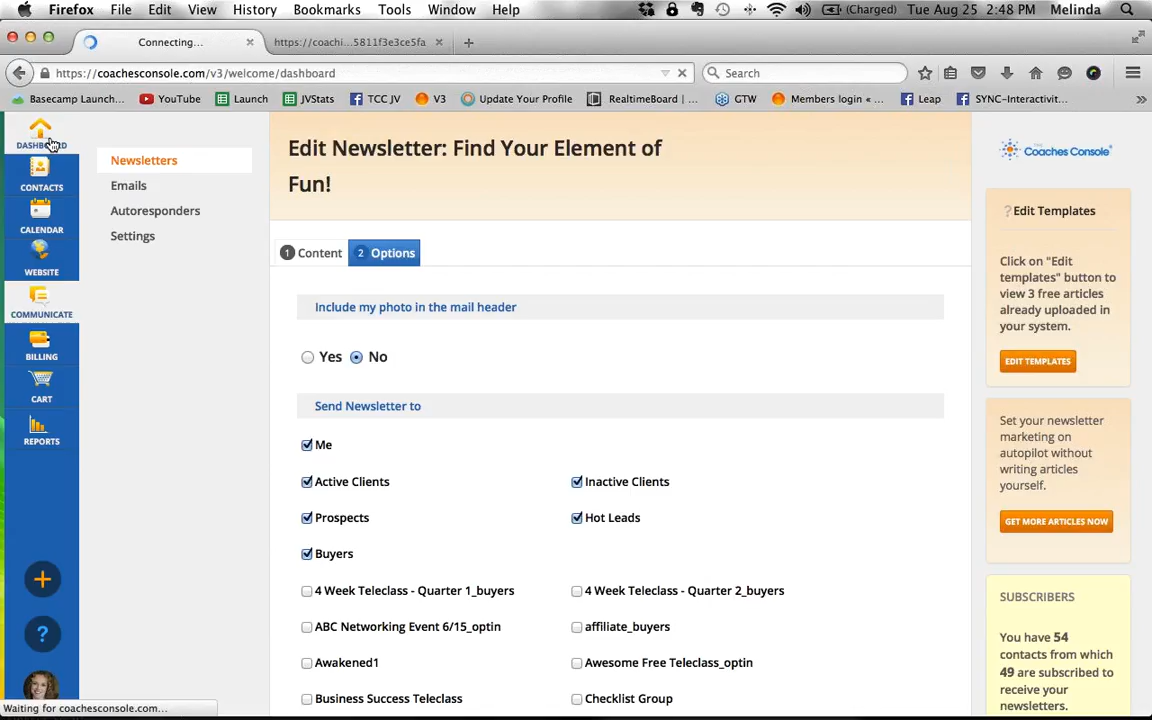 Firefox File Edit View History Bookmarks Tools Window Help (Charged) Tue Aug 25 2:48 PM Melinda
Connecting... https://coachi...5811f3e3ce5fa
https://coachesconsole.com/v3/welcome/dashboard Search
Basecamp Launch... YouTube Launch JVStats TCC JV V3 Update Your Profile RealtimeBoard | ... GTW Members login « ... Leap SYNC-Interactivit...
DASHBOARD
CONTACTS
CALENDAR
WEBSITE
COMMUNICATE
BILLING
CART
REPORTS
+
?
Newsletters
Emails
Autoresponders
Settings
Edit Newsletter: Find Your Element of
Fun!
1 Content 2 Options
Include my photo in the mail header
Yes No
Send Newsletter to
Me
Active Clients Inactive Clients
Prospects Hot Leads
Buyers
4 Week Teleclass - Quarter 1_buyers 4 Week Teleclass - Quarter 2_buyers
ABC Networking Event 6/15_optin affiliate_buyers
Awakened1 Awesome Free Teleclass_optin
Business Success Teleclass Checklist Group
Coaches Console
?Edit Templates
Click on "Edit
templates" button to
view 3 free articles
already uploaded in
your system.
EDIT TEMPLATES
Set your newsletter
marketing on
autopilot without
writing articles
yourself.
GET MORE ARTICLES NOW
SUBSCRIBERS
You have 54
contacts from which
49 are subscribed to
receive your
newsletters.
Waiting for coachesconsole.com...